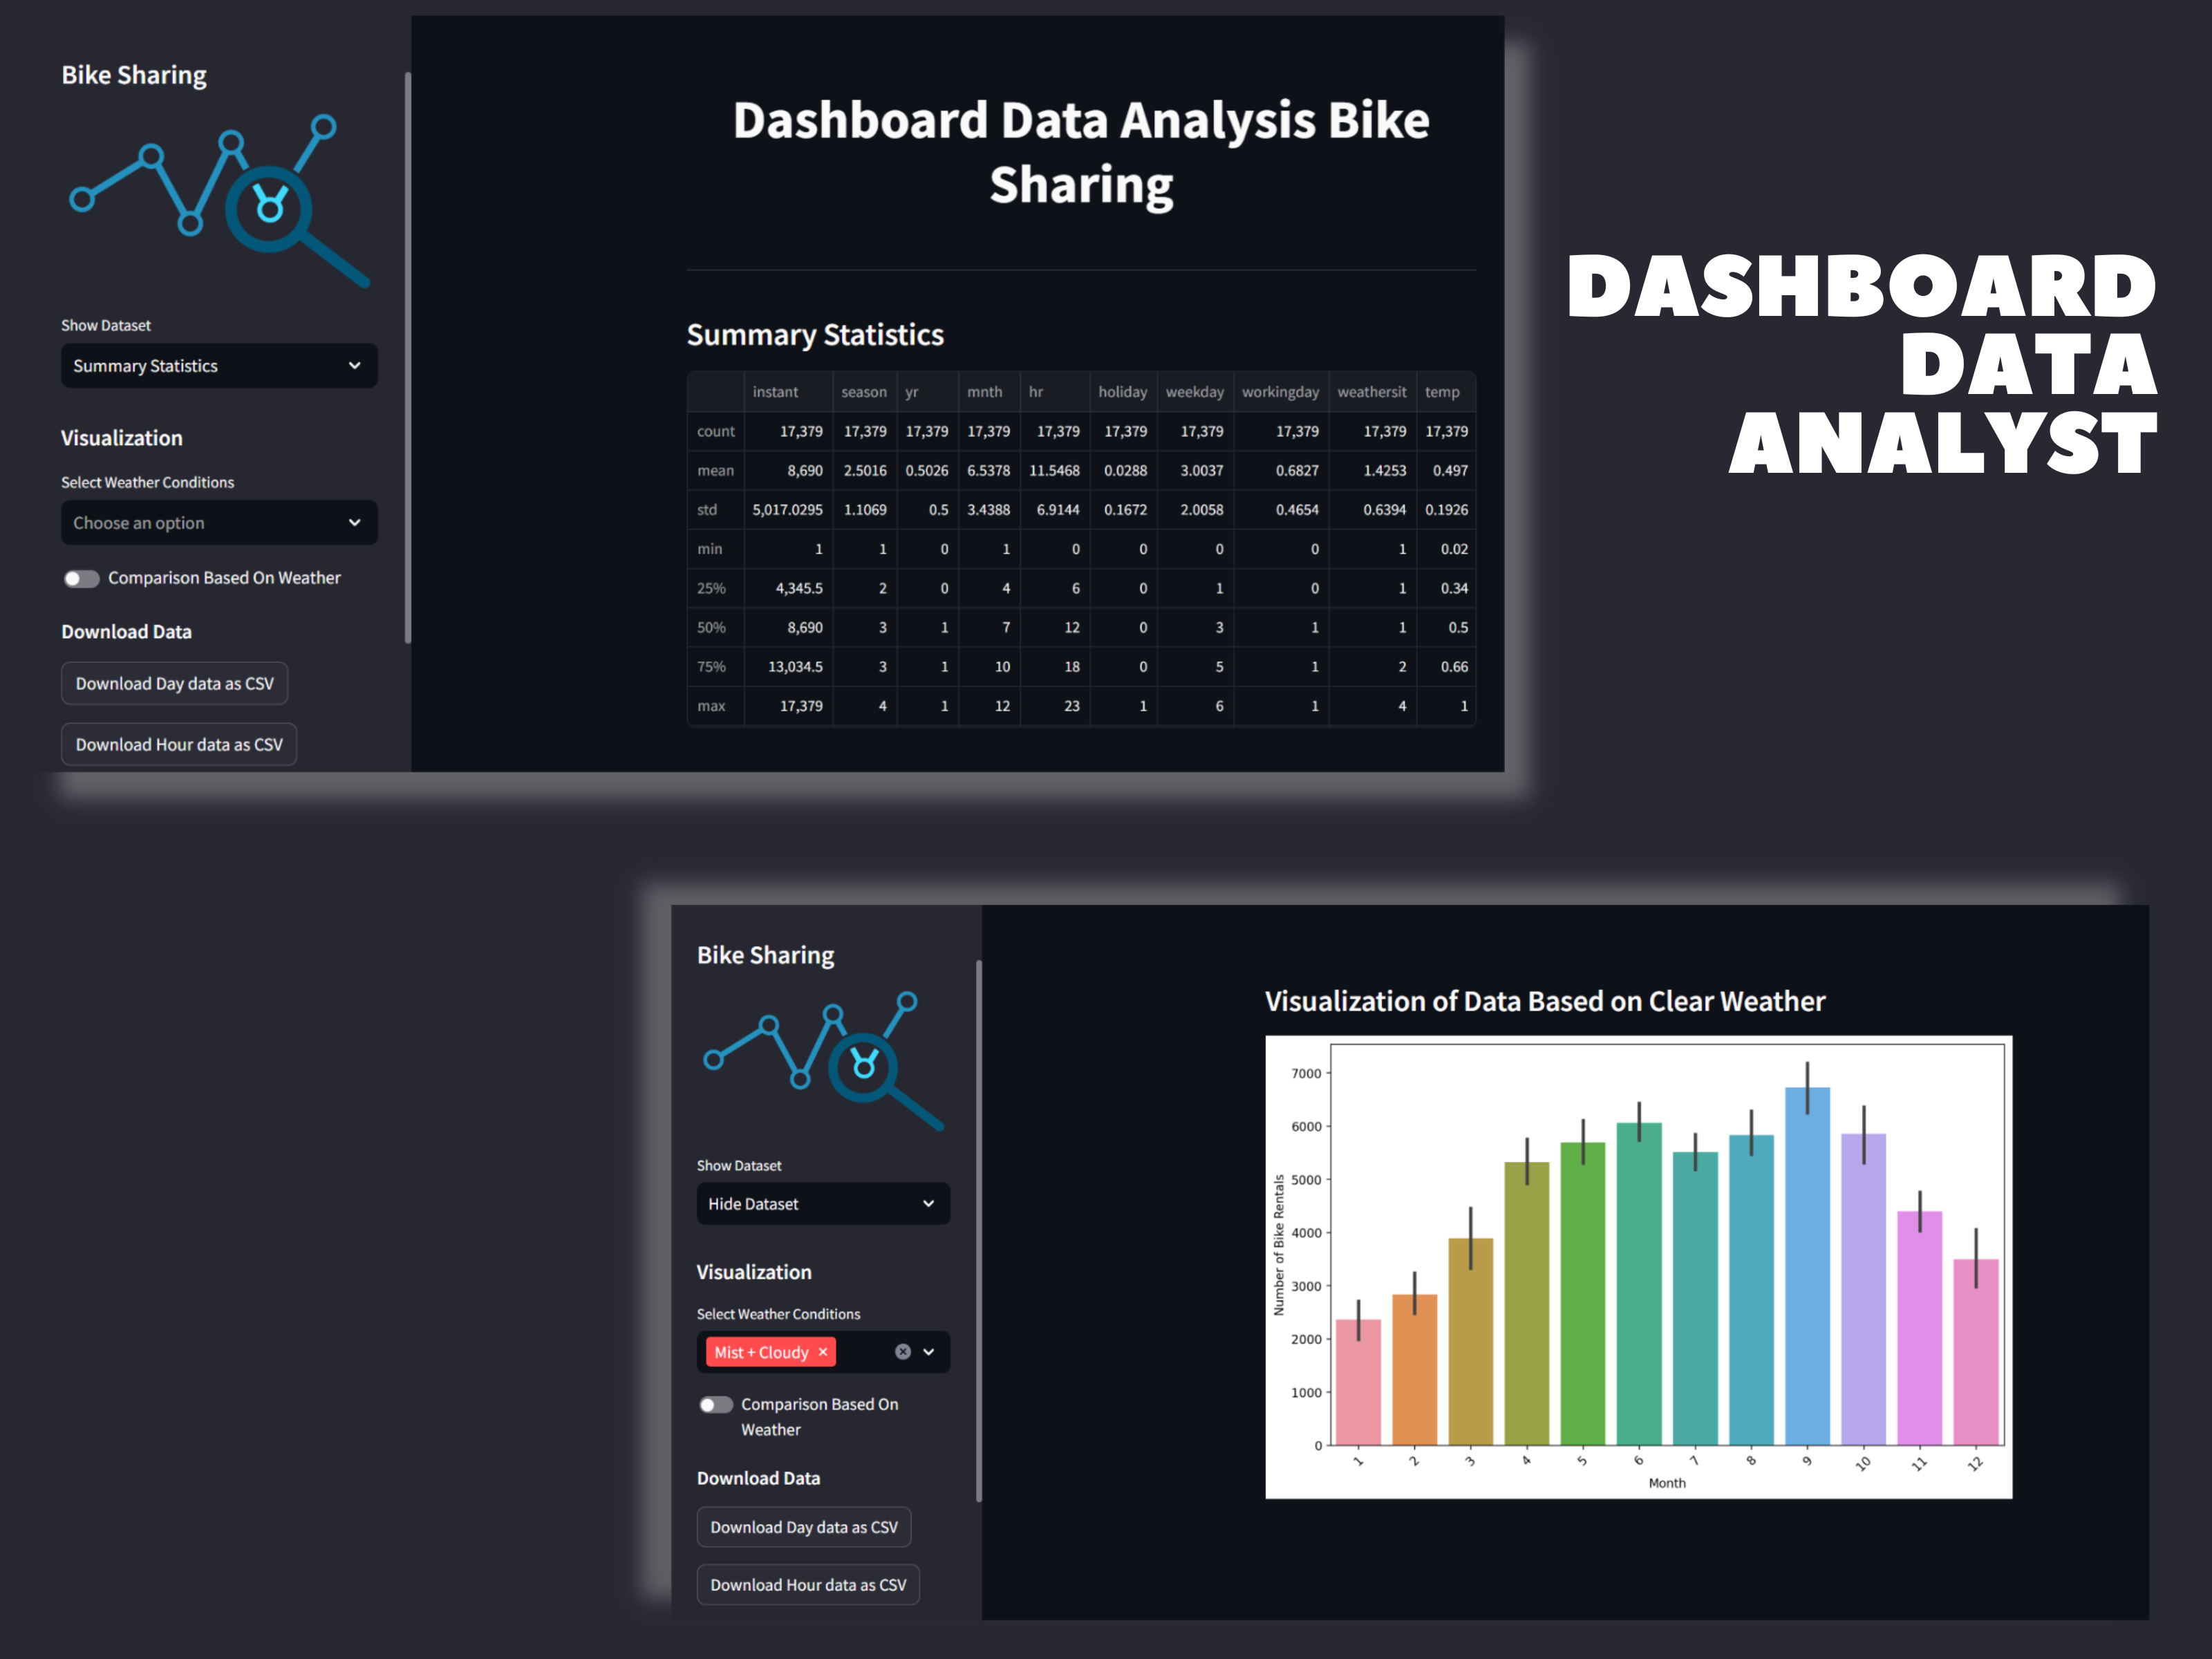 Bike Sharing
Show Dataset
Summary Statistics
Visualization
Select Weather Conditions
Choose an option
Comparison Based On Weather
Download Data
Download Day data as CSV
Download Hour data as CSV
Dashboard Data Analysis Bike
Sharing
Summary Statistics
instant season yr mnth hr holiday weekday workingday weathersit temp
count 17,379 17,379 17,379 17,379 17,379 17,379 17,379 17,379 17,379 17,379
mean 8,690 2.5016 0.5026 6.5378 11.5468 0.0288 3.0037 0.6827 1.4253 0.497
std 5,017.0295 1.1069 0.5 3.4388 6.9144 0.1672 2.0058 0.4654 0.6394 0.1926
min 1 1 0 1 0 0 0 0 1 0.02
25% 4,345.5 2 0 4 6 0 1 0 1 0.34
50% 8,690 3 1 7 12 0 3 1 1 0.5
75% 13,034.5 3 1 10 18 0 5 1 2 0.66
max 17,379 4 1 12 23 1 6 1 4 1
DASHBOARD
DATA
ANALYST
Bike Sharing
Show Dataset
Hide Dataset
Visualization
Select Weather Conditions
Mist + Cloudy
Comparison Based On
Weather
Download Data
Download Day data as CSV
Download Hour data as CSV
Visualization of Data Based on Clear Weather
Number of Bike Rentals
7000
6000
5000
4000
3000
2000
1000
0
1 2 3 4 5 6 7 8 9 10 11 12
Month